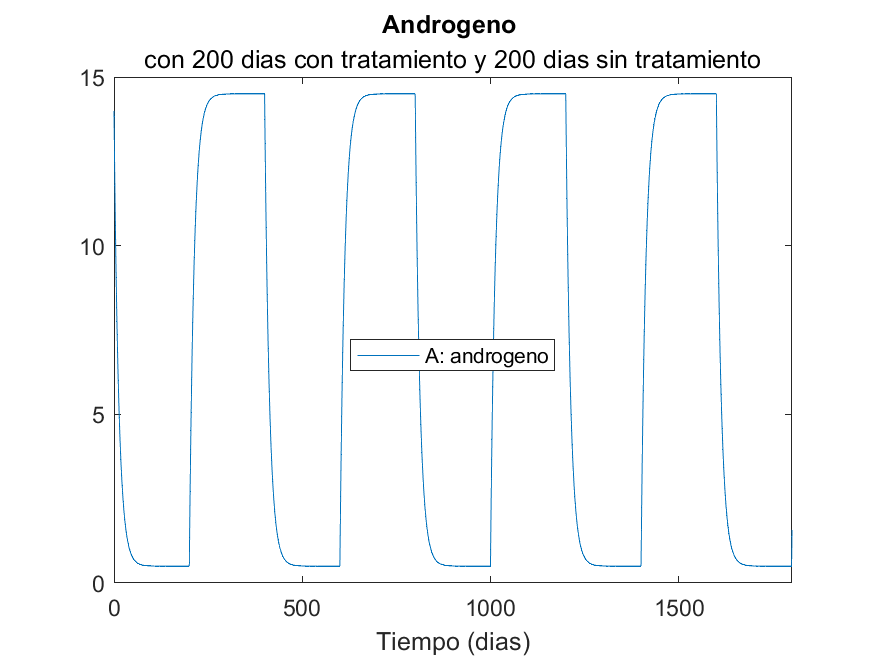 Androgeno
con 200 dias con tratamiento y 200 dias sin tratamiento
15
10
5
0
A: androgeno
0 500 1000 1500
Tiempo (dias)